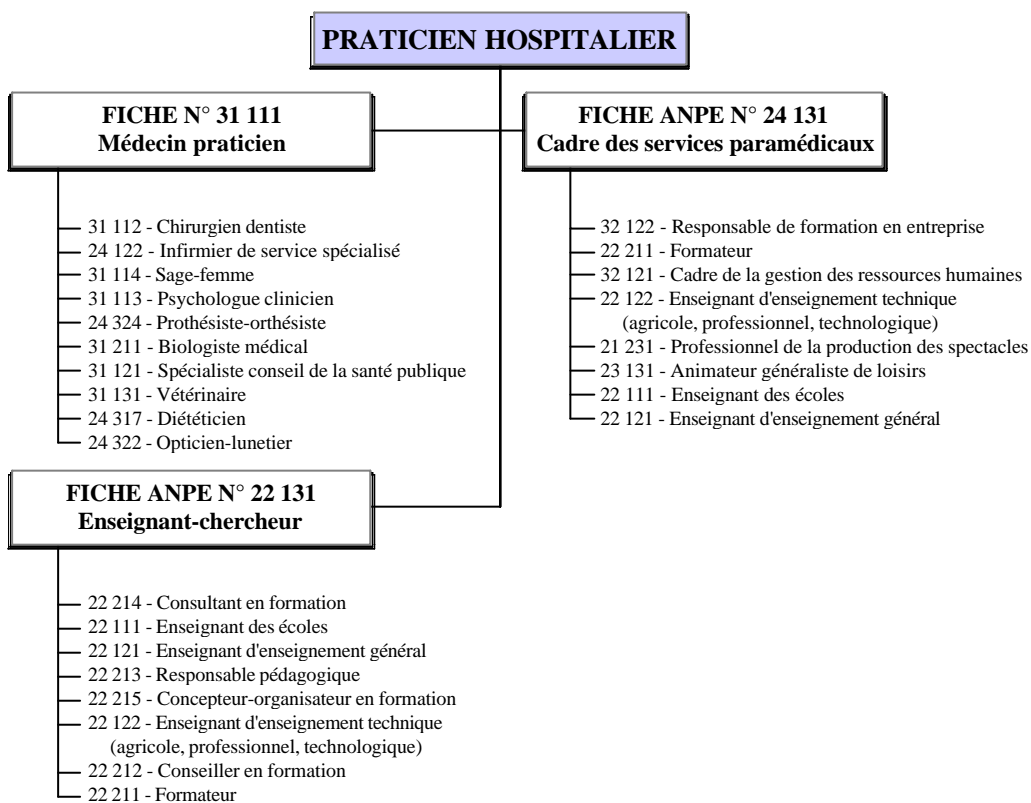 PRATICIEN HOSPITALIER
FICHE N° 31 111
Médecin praticien
31 112 - Chirurgien dentiste
24 122 - Infirmier de service spécialisé
31 114 - Sage-femme
31 113 - Psychologue clinicien
24 324 - Prothésiste-orthésiste
31 211 - Biologiste médical
31 121 - Spécialiste conseil de la santé publique
31 131 - Vétérinaire
24 317 - Diététicien
24 322 - Opticien-lunetier
FICHE ANPE N° 24 131
Cadre des services paramédicaux
32 122 - Responsable de formation en entreprise
22 211 - Formateur
32 121 - Cadre de la gestion des ressources humaines
22 122 - Enseignant d'enseignement technique
(agricole, professionnel, technologique)
21 231 - Professionnel de la production des spectacles
23 131 - Animateur généraliste de loisirs
22 111 - Enseignant des écoles
22 121 - Enseignant d'enseignement général
FICHE ANPE N° 22 131
Enseignant-chercheur
22 214 - Consultant en formation
22 111 - Enseignant des écoles
22 121 - Enseignant d'enseignement général
22 213 - Responsable pédagogique
22 215 - Concepteur-organisateur en formation
22 122 - Enseignant d'enseignement technique
(agricole, professionnel, technologique)
22 212 - Conseiller en formation
22 211 - Formateur